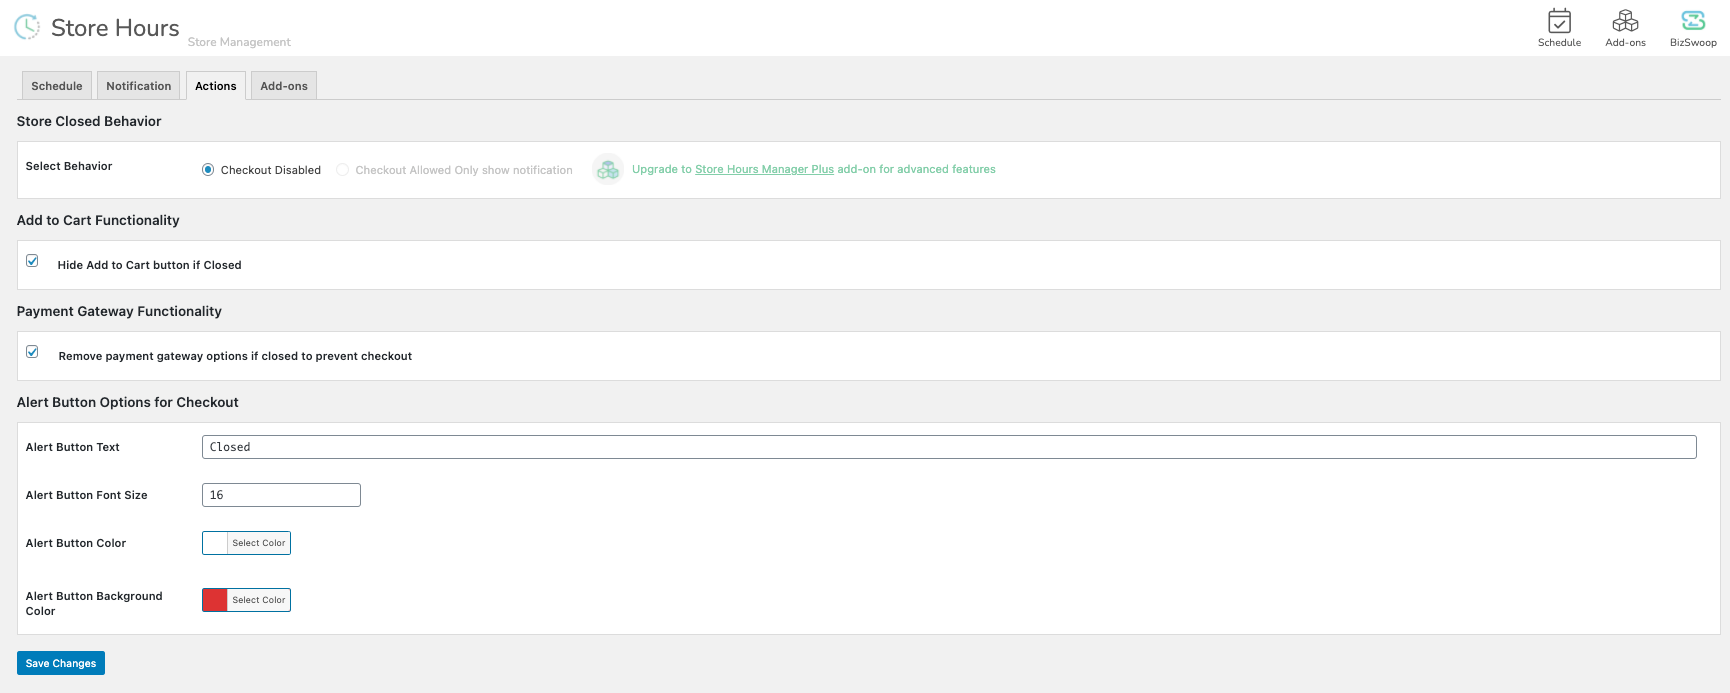 Store Hours
Store Management
Schedule
Add-ons
BizSwoop
Schedule
Notification
Actions
Add-ons
Store Closed Behavior
Select Behavior
Checkout Disabled
Checkout Allowed Only show notification
Upgrade to Store Hours Manager Plus add-on for advanced features
Add to Cart Functionality
Hide Add to Cart button if Closed
Payment Gateway Functionality
Remove payment gateway options if closed to prevent checkout
Alert Button Options for Checkout
Alert Button Text
Closed
Alert Button Font Size
16
Alert Button Color
Select Color
Alert Button Background
Color
Select Color
Save Changes